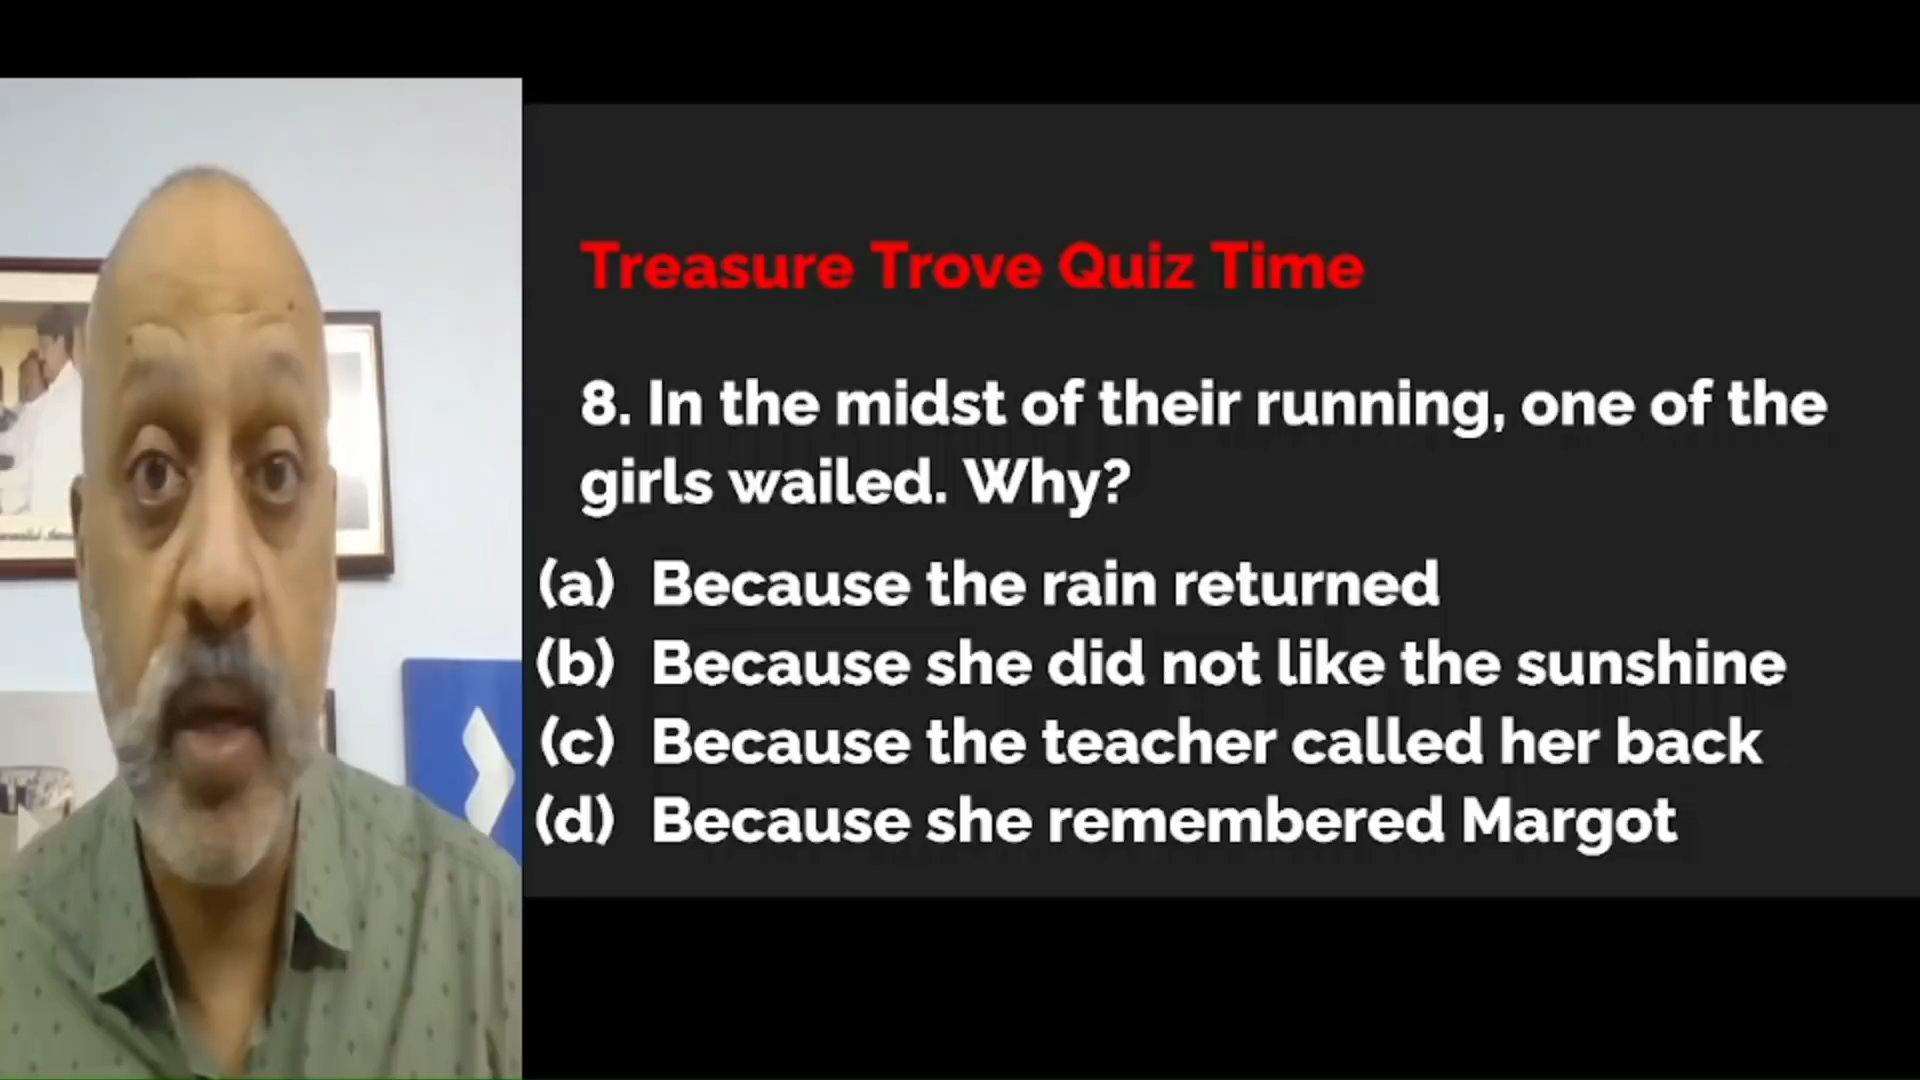 Treasure Trove Quiz Time
8. In the midst of their running, one of the
girls wailed. Why?
(a) Because the rain returned
(b) Because she did not like the sunshine
(c) Because the teacher called her back
(d) Because she remembered Margot